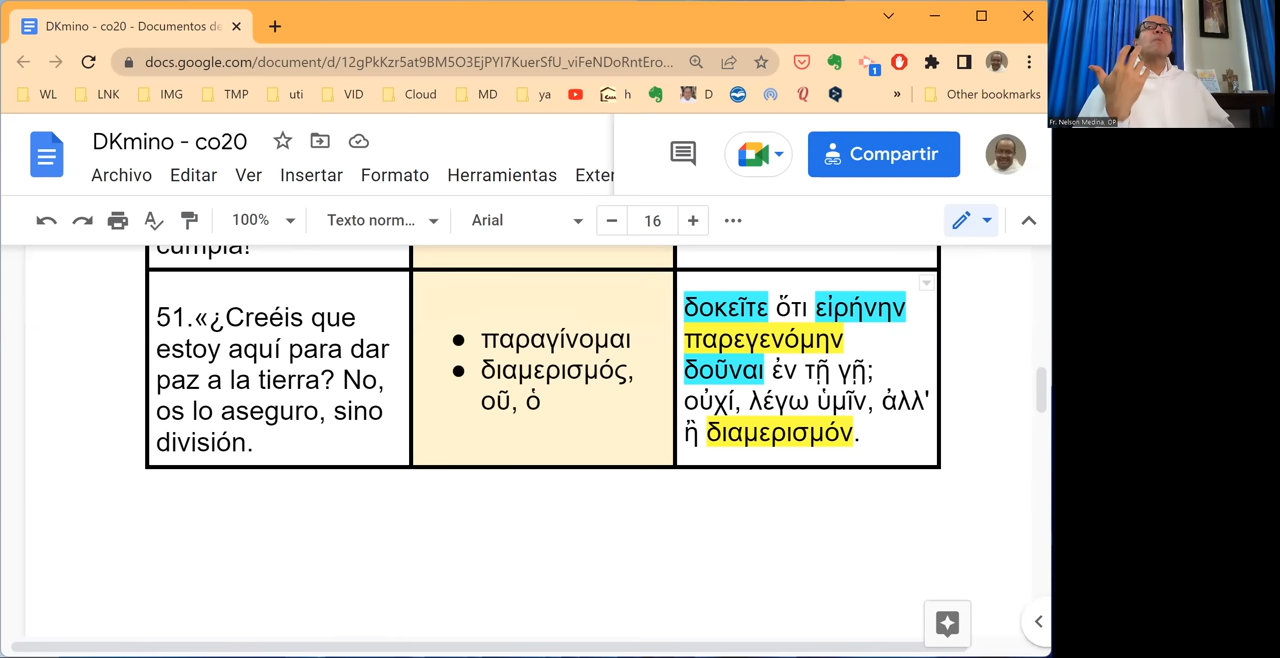 DKmino - co20 - Documentos de
docs.google.com/document/d/12gPkKzr5at9BM5O3EjPYI7KuerSfU_viFeNDoRntEro...
WL LNK IMG TMP uti VID Cloud MD ya h D » Other bookmarks
1
Fr. Nelson Medina, OP
DKmino - co20
Compartir
Archivo Editar Ver Insertar Formato Herramientas Exter
100% Texto norm... Arial 16
cumpla!
51.«¿Creéis que
estoy aquí para dar
paz a la tierra? No,
os lo aseguro, sino
división.
● παραγίνομαι
● διαμερισμός,
οῦ, ὁ
δοκεῖτε ὅτι εἰρήνην
παρεγενόμην
δοῦναι ἐν τῇ γῇ;
οὐχί, λέγω ὑμῖν, ἀλλ'
ἢ διαμερισμόν.